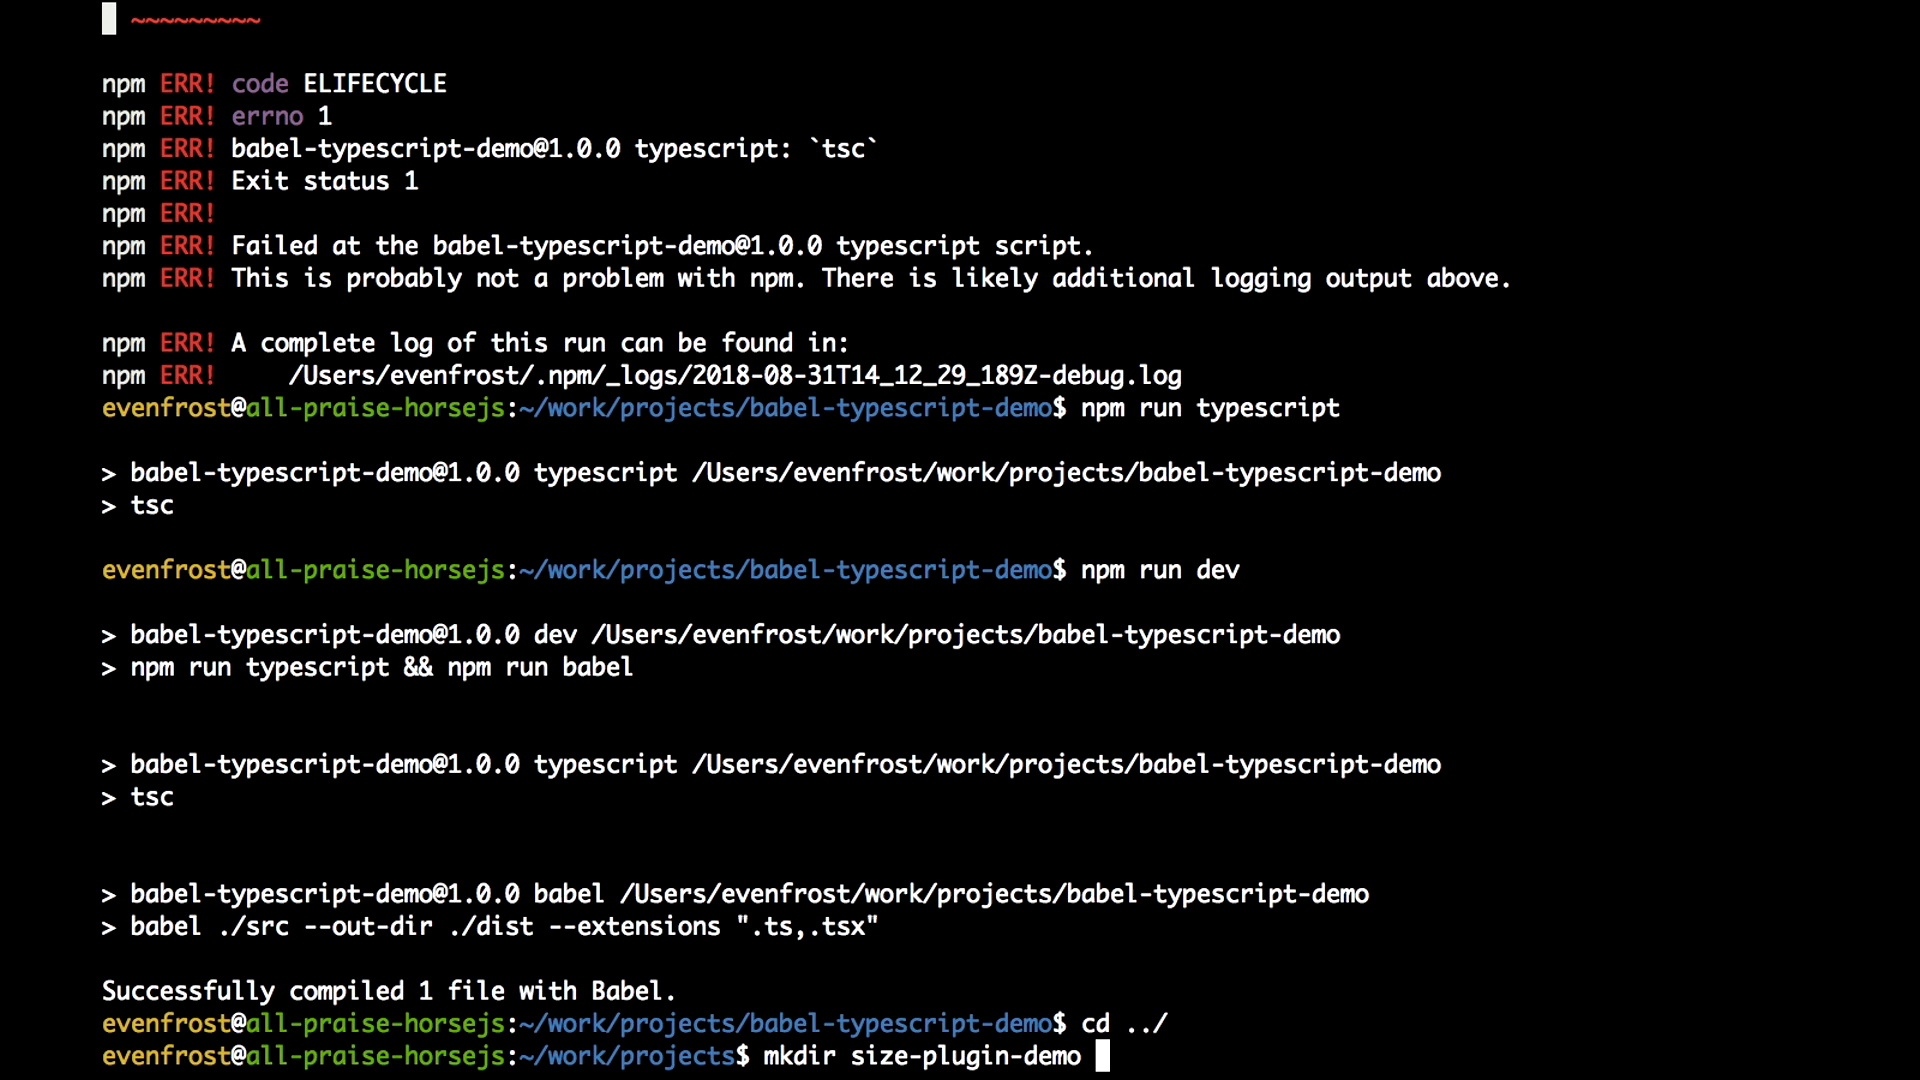 ~~~~~~~~~
npm ERR! code ELIFECYCLE
npm ERR! errno 1
npm ERR! babel-typescript-demo@1.0.0 typescript: `tsc`
npm ERR! Exit status 1
npm ERR!
npm ERR! Failed at the babel-typescript-demo@1.0.0 typescript script.
npm ERR! This is probably not a problem with npm. There is likely additional logging output above.
npm ERR! A complete log of this run can be found in:
npm ERR!     /Users/evenfrost/.npm/_logs/2018-08-31T14_12_29_189Z-debug.log
evenfrost@all-praise-horsejs:~/work/projects/babel-typescript-demo$ npm run typescript
> babel-typescript-demo@1.0.0 typescript /Users/evenfrost/work/projects/babel-typescript-demo
> tsc
evenfrost@all-praise-horsejs:~/work/projects/babel-typescript-demo$ npm run dev
> babel-typescript-demo@1.0.0 dev /Users/evenfrost/work/projects/babel-typescript-demo
> npm run typescript && npm run babel
> babel-typescript-demo@1.0.0 typescript /Users/evenfrost/work/projects/babel-typescript-demo
> tsc
> babel-typescript-demo@1.0.0 babel /Users/evenfrost/work/projects/babel-typescript-demo
> babel ./src --out-dir ./dist --extensions ".ts,.tsx"
Successfully compiled 1 file with Babel.
evenfrost@all-praise-horsejs:~/work/projects/babel-typescript-demo$ cd ../
evenfrost@all-praise-horsejs:~/work/projects$ mkdir size-plugin-demo